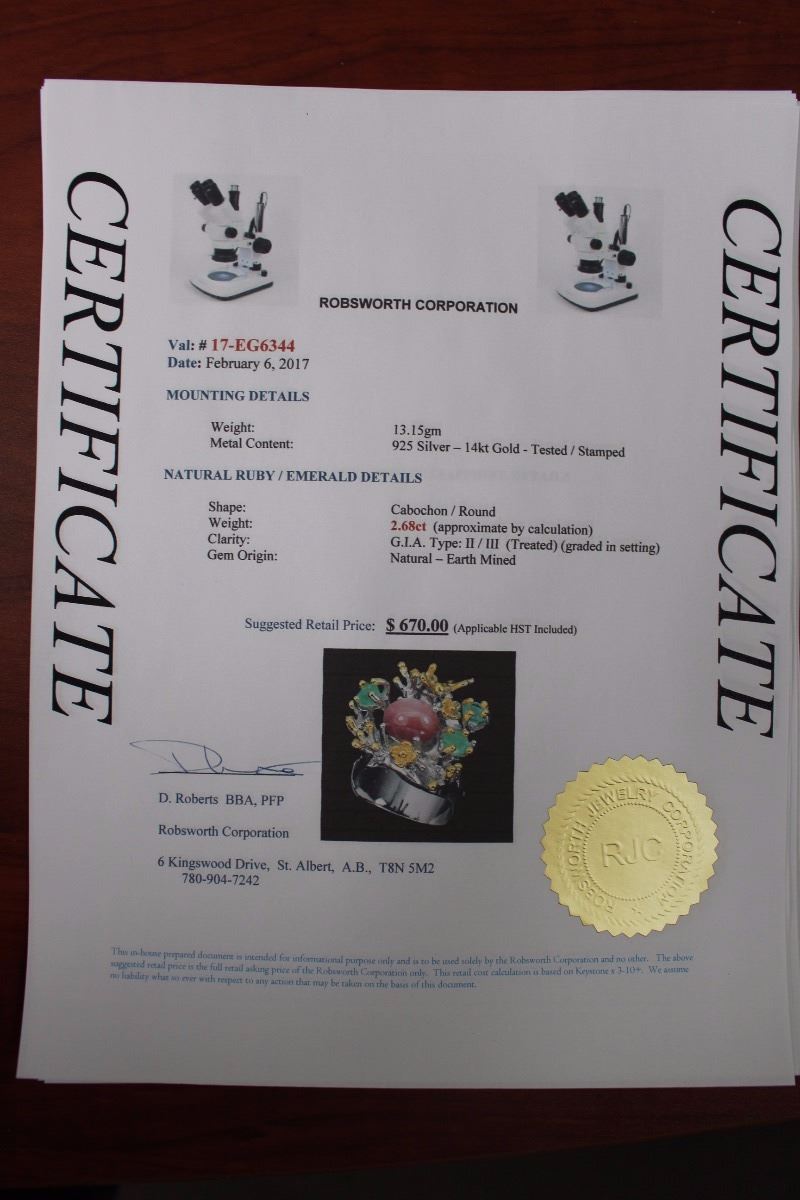 CERTIFICATE
CERTIFICATE
ROBSWORTH CORPORATION
Val: # 17-EG6344
Date: February 6, 2017
MOUNTING DETAILS
Weight: 13.15gm
Metal Content: 925 Silver – 14kt Gold - Tested / Stamped
NATURAL RUBY / EMERALD DETAILS
Shape: Cabochon / Round
Weight: 2.68ct (approximate by calculation)
Clarity: G.I.A. Type: II / III (Treated) (graded in setting)
Gem Origin: Natural – Earth Mined
Suggested Retail Price: $ 670.00 (Applicable HST Included)
D. Roberts BBA, PFP
Robsworth Corporation
6 Kingswood Drive, St. Albert, A.B., T8N 5M2
780-904-7242
ROBSWORTH JEWELRY CORPORATION
RJC
This in-house prepared document is intended for informational purpose only and is to be used solely by the Robsworth Corporation and no other. The above
suggested retail price is the full retail asking price of the Robsworth Corporation only. This retail cost calculation is based on Keystone x 3-10+. We assume
no liability what so ever with respect to any action that may be taken on the basis of this document.